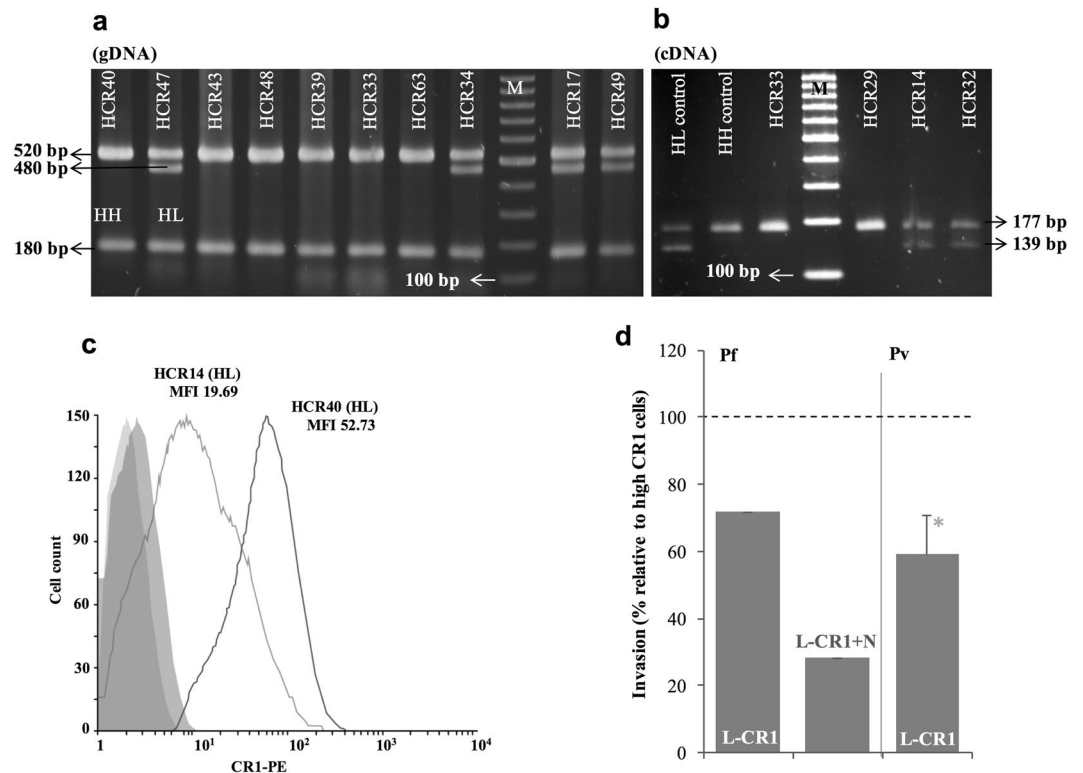 a
(gDNA)
HCR40
HCR47
HCR43
HCR48
HCR39
HCR33
HCR63
HCR34
M
HCR17
HCR49
520 bp
480 bp
HH
HL
180 bp
100 bp
b
(cDNA)
HL control
HH control
HCR33
M
HCR29
HCR14
HCR32
177 bp
139 bp
100 bp
c
HCR14 (HL)
MFI 19.69
HCR40 (HL)
MFI 52.73
150
120
90
60
30
0
Cell count
1
10¹
10²
10³
10⁴
CR1-PE
d
Pf
Pv
120
100
80
60
40
20
0
Invasion (% relative to high CR1 cells)
*
L-CR1+N
L-CR1
L-CR1